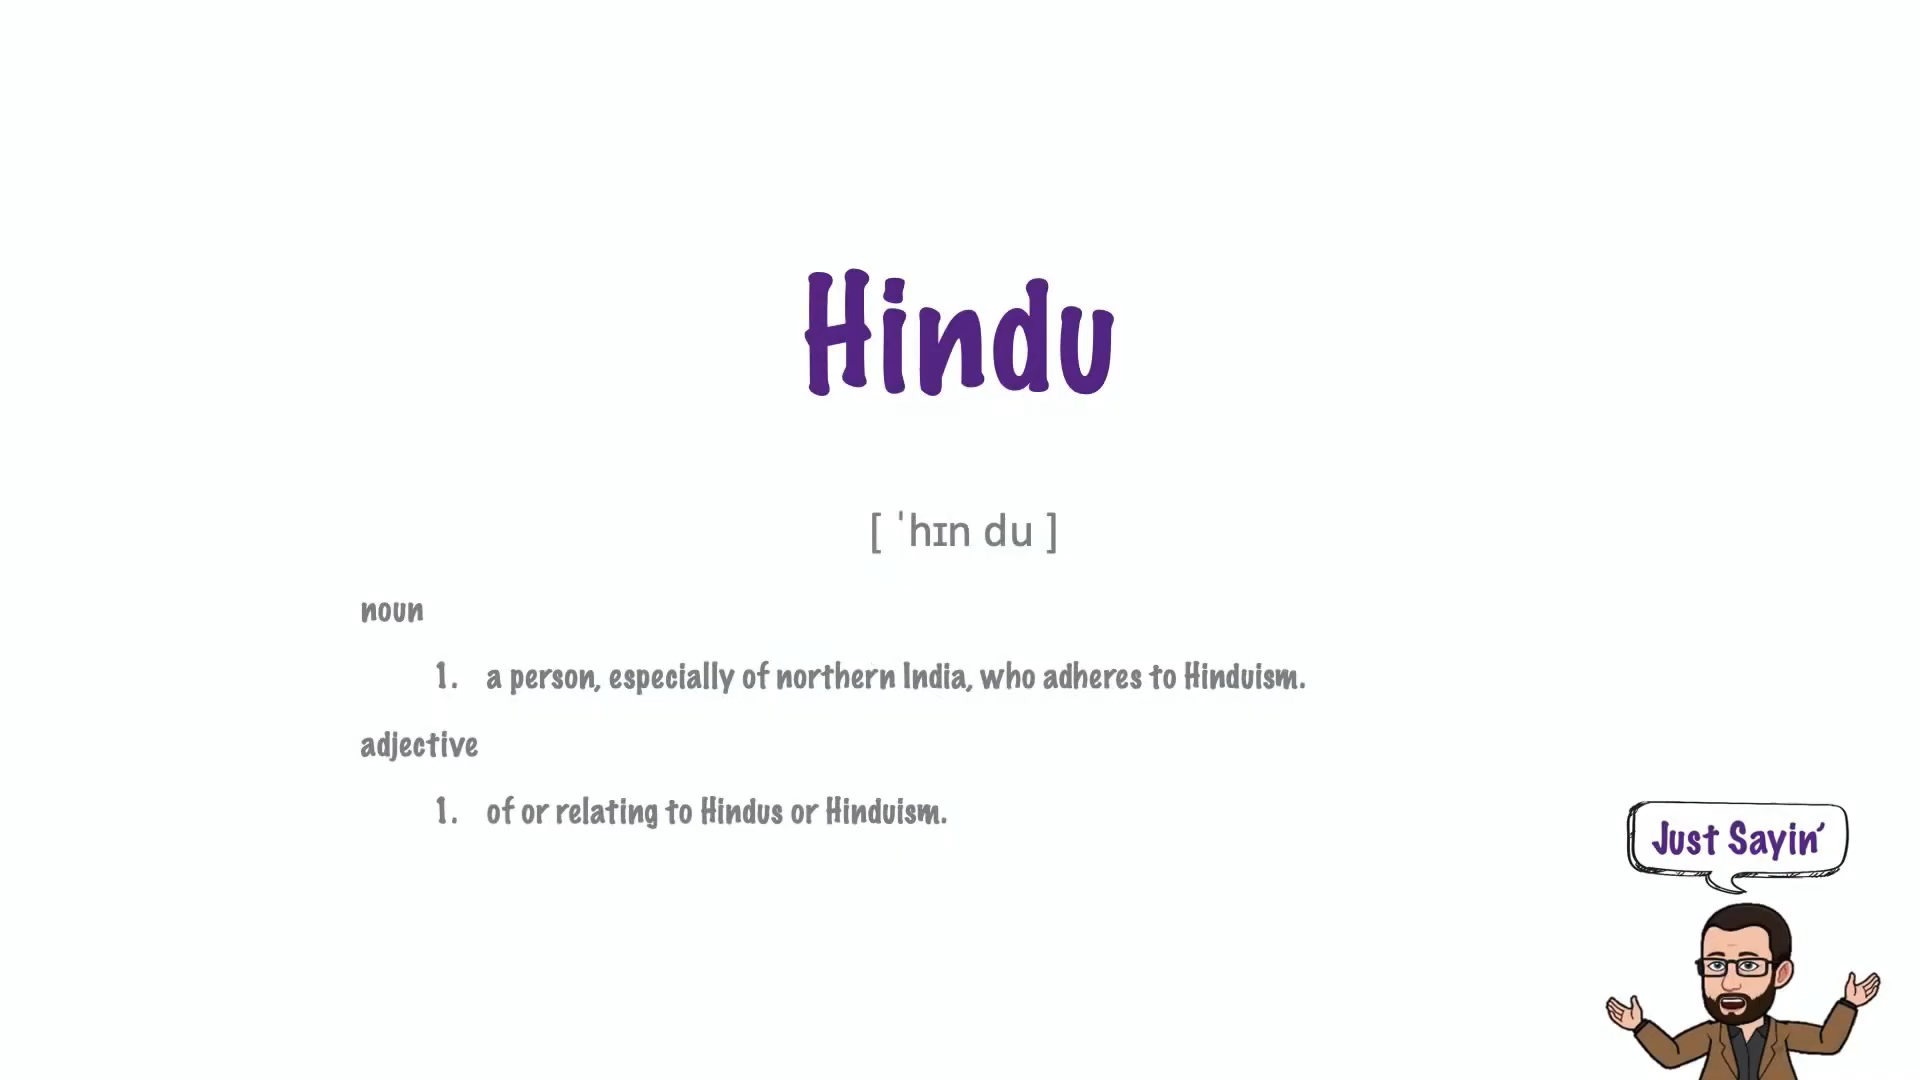 Hindu
[ ˈhɪn du ]
noun
1. a person, especially of northern India, who adheres to Hinduism.
adjective
1. of or relating to Hindus or Hinduism.
Just Sayin’